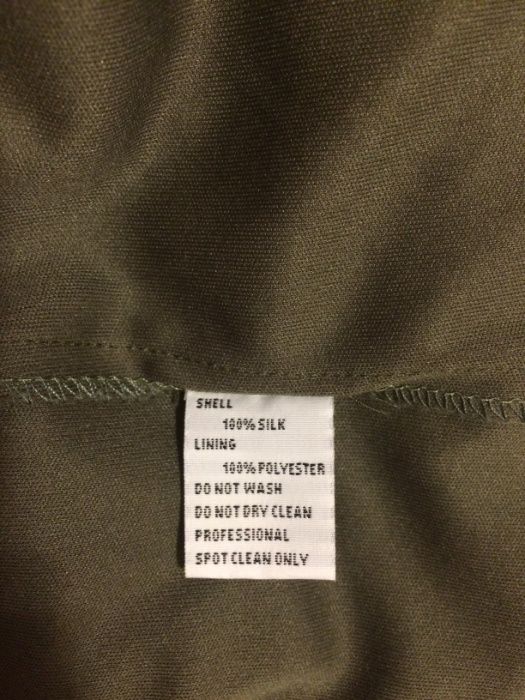 SHELL
100% SILK
LINING
100% POLYESTER
DO NOT WASH
DO NOT DRY CLEAN
PROFESSIONAL
SPOT CLEAN ONLY